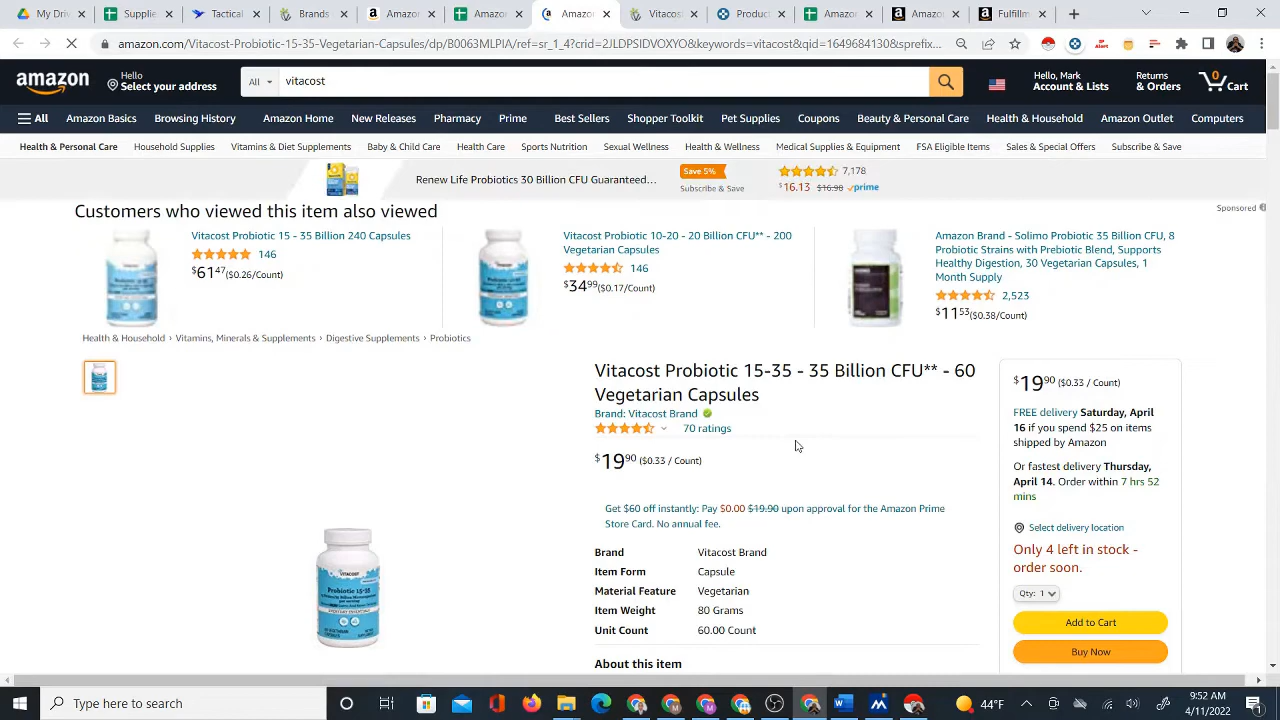 My Dri
Supplie
Tactical
Brands
Amazon
Amazon
Amazo
Vitacos
Produc
Amazo
Amazo
Fulfillm
amazon.com/Vitacost-Probiotic-15-35-Vegetarian-Capsules/dp/B0063MLPIA/ref=sr_1_4?crid=2JLDPSIDVOXYO&keywords=vitacost&qid=1649684130&sprefix...
amazon
Hello
Select your address
All
vitacost
Hello, Mark
Account & Lists
Returns
& Orders
0
Cart
All
Amazon Basics
Browsing History
Amazon Home
New Releases
Pharmacy
Prime
Best Sellers
Shopper Toolkit
Pet Supplies
Coupons
Beauty & Personal Care
Health & Household
Amazon Outlet
Computers
Health & Personal Care
Household Supplies
Vitamins & Diet Supplements
Baby & Child Care
Health Care
Sports Nutrition
Sexual Wellness
Health & Wellness
Medical Supplies & Equipment
FSA Eligible Items
Sales & Special Offers
Subscribe & Save
Renew Life Probiotics 30 Billion CFU Guaranteed...
Save 5%
Subscribe & Save
7,178
$16.13 $16.98 prime
Customers who viewed this item also viewed
Sponsored
Vitacost Probiotic 15 - 35 Billion 240 Capsules
146
$61.47 ($0.26/Count)
Vitacost Probiotic 10-20 - 20 Billion CFU** - 200
Vegetarian Capsules
146
$34.99 ($0.17/Count)
Amazon Brand - Solimo Probiotic 35 Billion CFU, 8
Probiotic Strains with Prebiotic Blend, Supports
Healthy Digestion, 30 Vegetarian Capsules, 1
Month Supply
2,523
$11.53 ($0.38/Count)
Health & Household › Vitamins, Minerals & Supplements › Digestive Supplements › Probiotics
Vitacost Probiotic 15-35 - 35 Billion CFU** - 60
Vegetarian Capsules
Brand: Vitacost Brand
70 ratings
$19.90 ($0.33 / Count)
Get $60 off instantly: Pay $0.00 $19.90 upon approval for the Amazon Prime
Store Card. No annual fee.
Brand Vitacost Brand
Item Form Capsule
Material Feature Vegetarian
Item Weight 80 Grams
Unit Count 60.00 Count
About this item
VITACOST
Probiotic 15-35
$19.90 ($0.33 / Count)
FREE delivery Saturday, April
16 if you spend $25 on items
shipped by Amazon
Or fastest delivery Thursday,
April 14. Order within 7 hrs 52
mins
Select delivery location
Only 4 left in stock -
order soon.
Qty: 1
Add to Cart
Buy Now
Type here to search
44°F
9:52 AM
4/11/2022